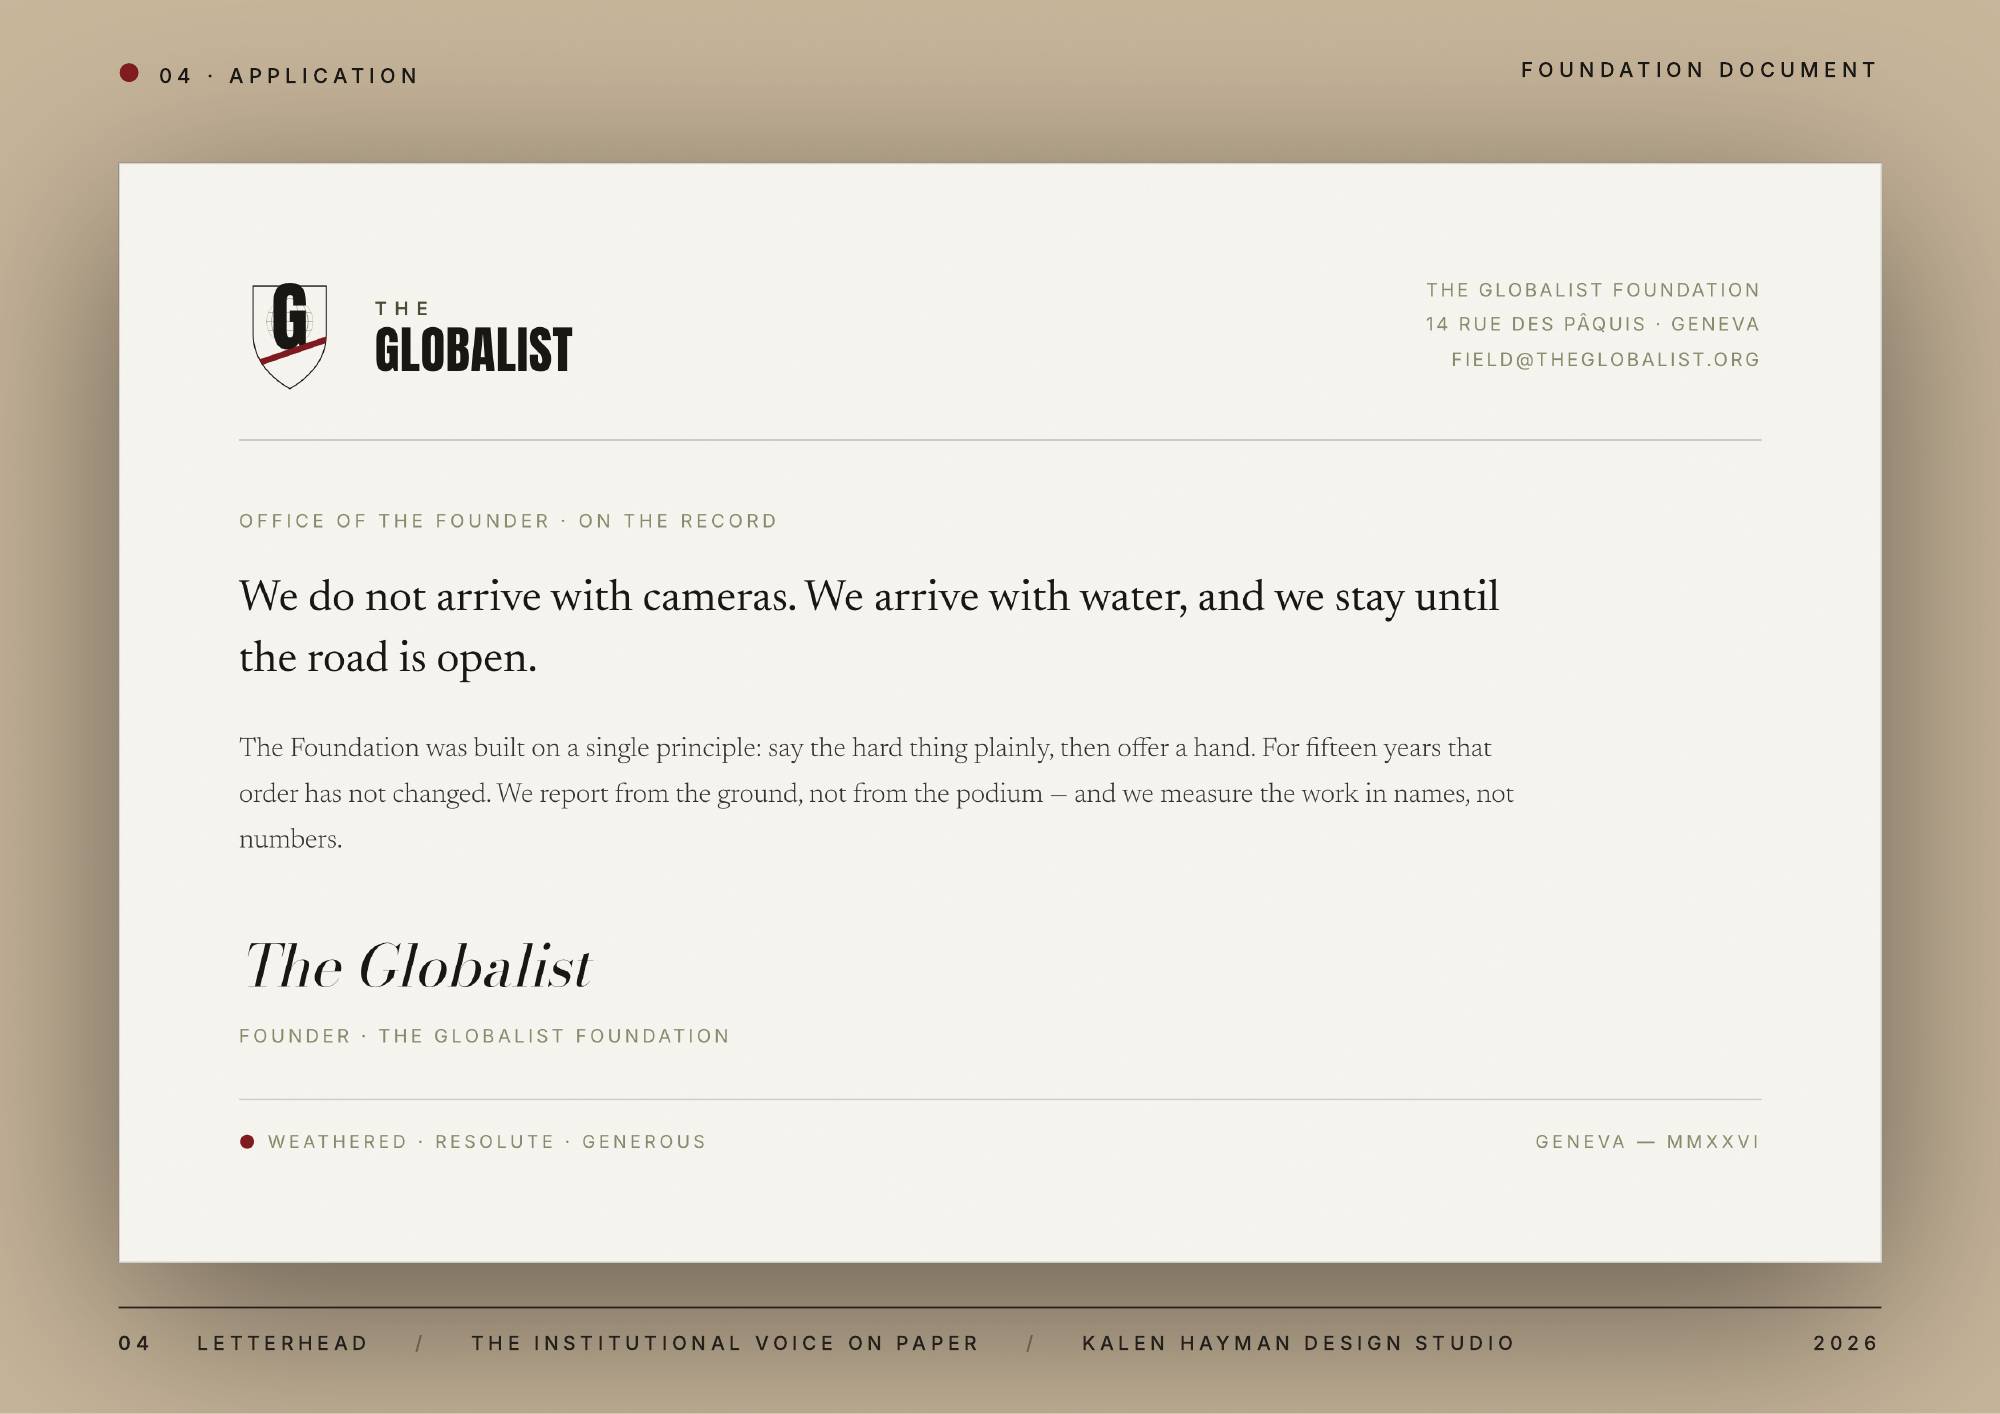 04 · APPLICATION
FOUNDATION DOCUMENT
G
THE
GLOBALIST
THE GLOBALIST FOUNDATION
14 RUE DES PÂQUIS · GENEVA
FIELD@THEGLOBALIST.ORG
OFFICE OF THE FOUNDER · ON THE RECORD
We do not arrive with cameras. We arrive with water, and we stay until
the road is open.
The Foundation was built on a single principle: say the hard thing plainly, then offer a hand. For fifteen years that
order has not changed. We report from the ground, not from the podium — and we measure the work in names, not
numbers.
The Globalist
FOUNDER · THE GLOBALIST FOUNDATION
WEATHERED · RESOLUTE · GENEROUS
GENEVA — MMXXVI
04 LETTERHEAD / THE INSTITUTIONAL VOICE ON PAPER / KALEN HAYMAN DESIGN STUDIO 2026